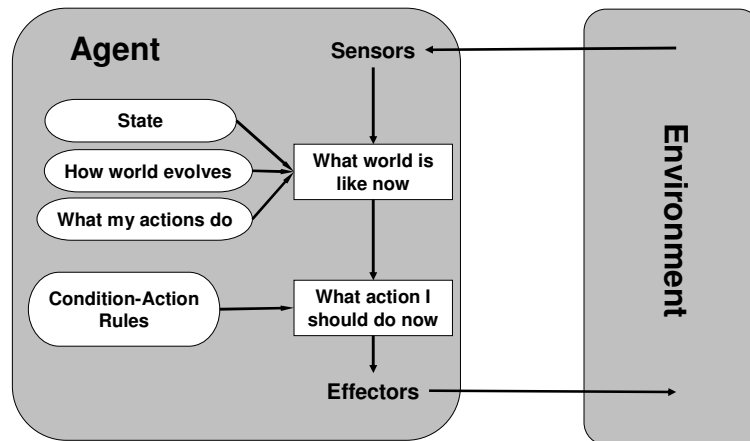 Agent
Sensors
State
How world evolves
What my actions do
What world is
like now
Condition-Action
Rules
What action I
should do now
Effectors
Environment